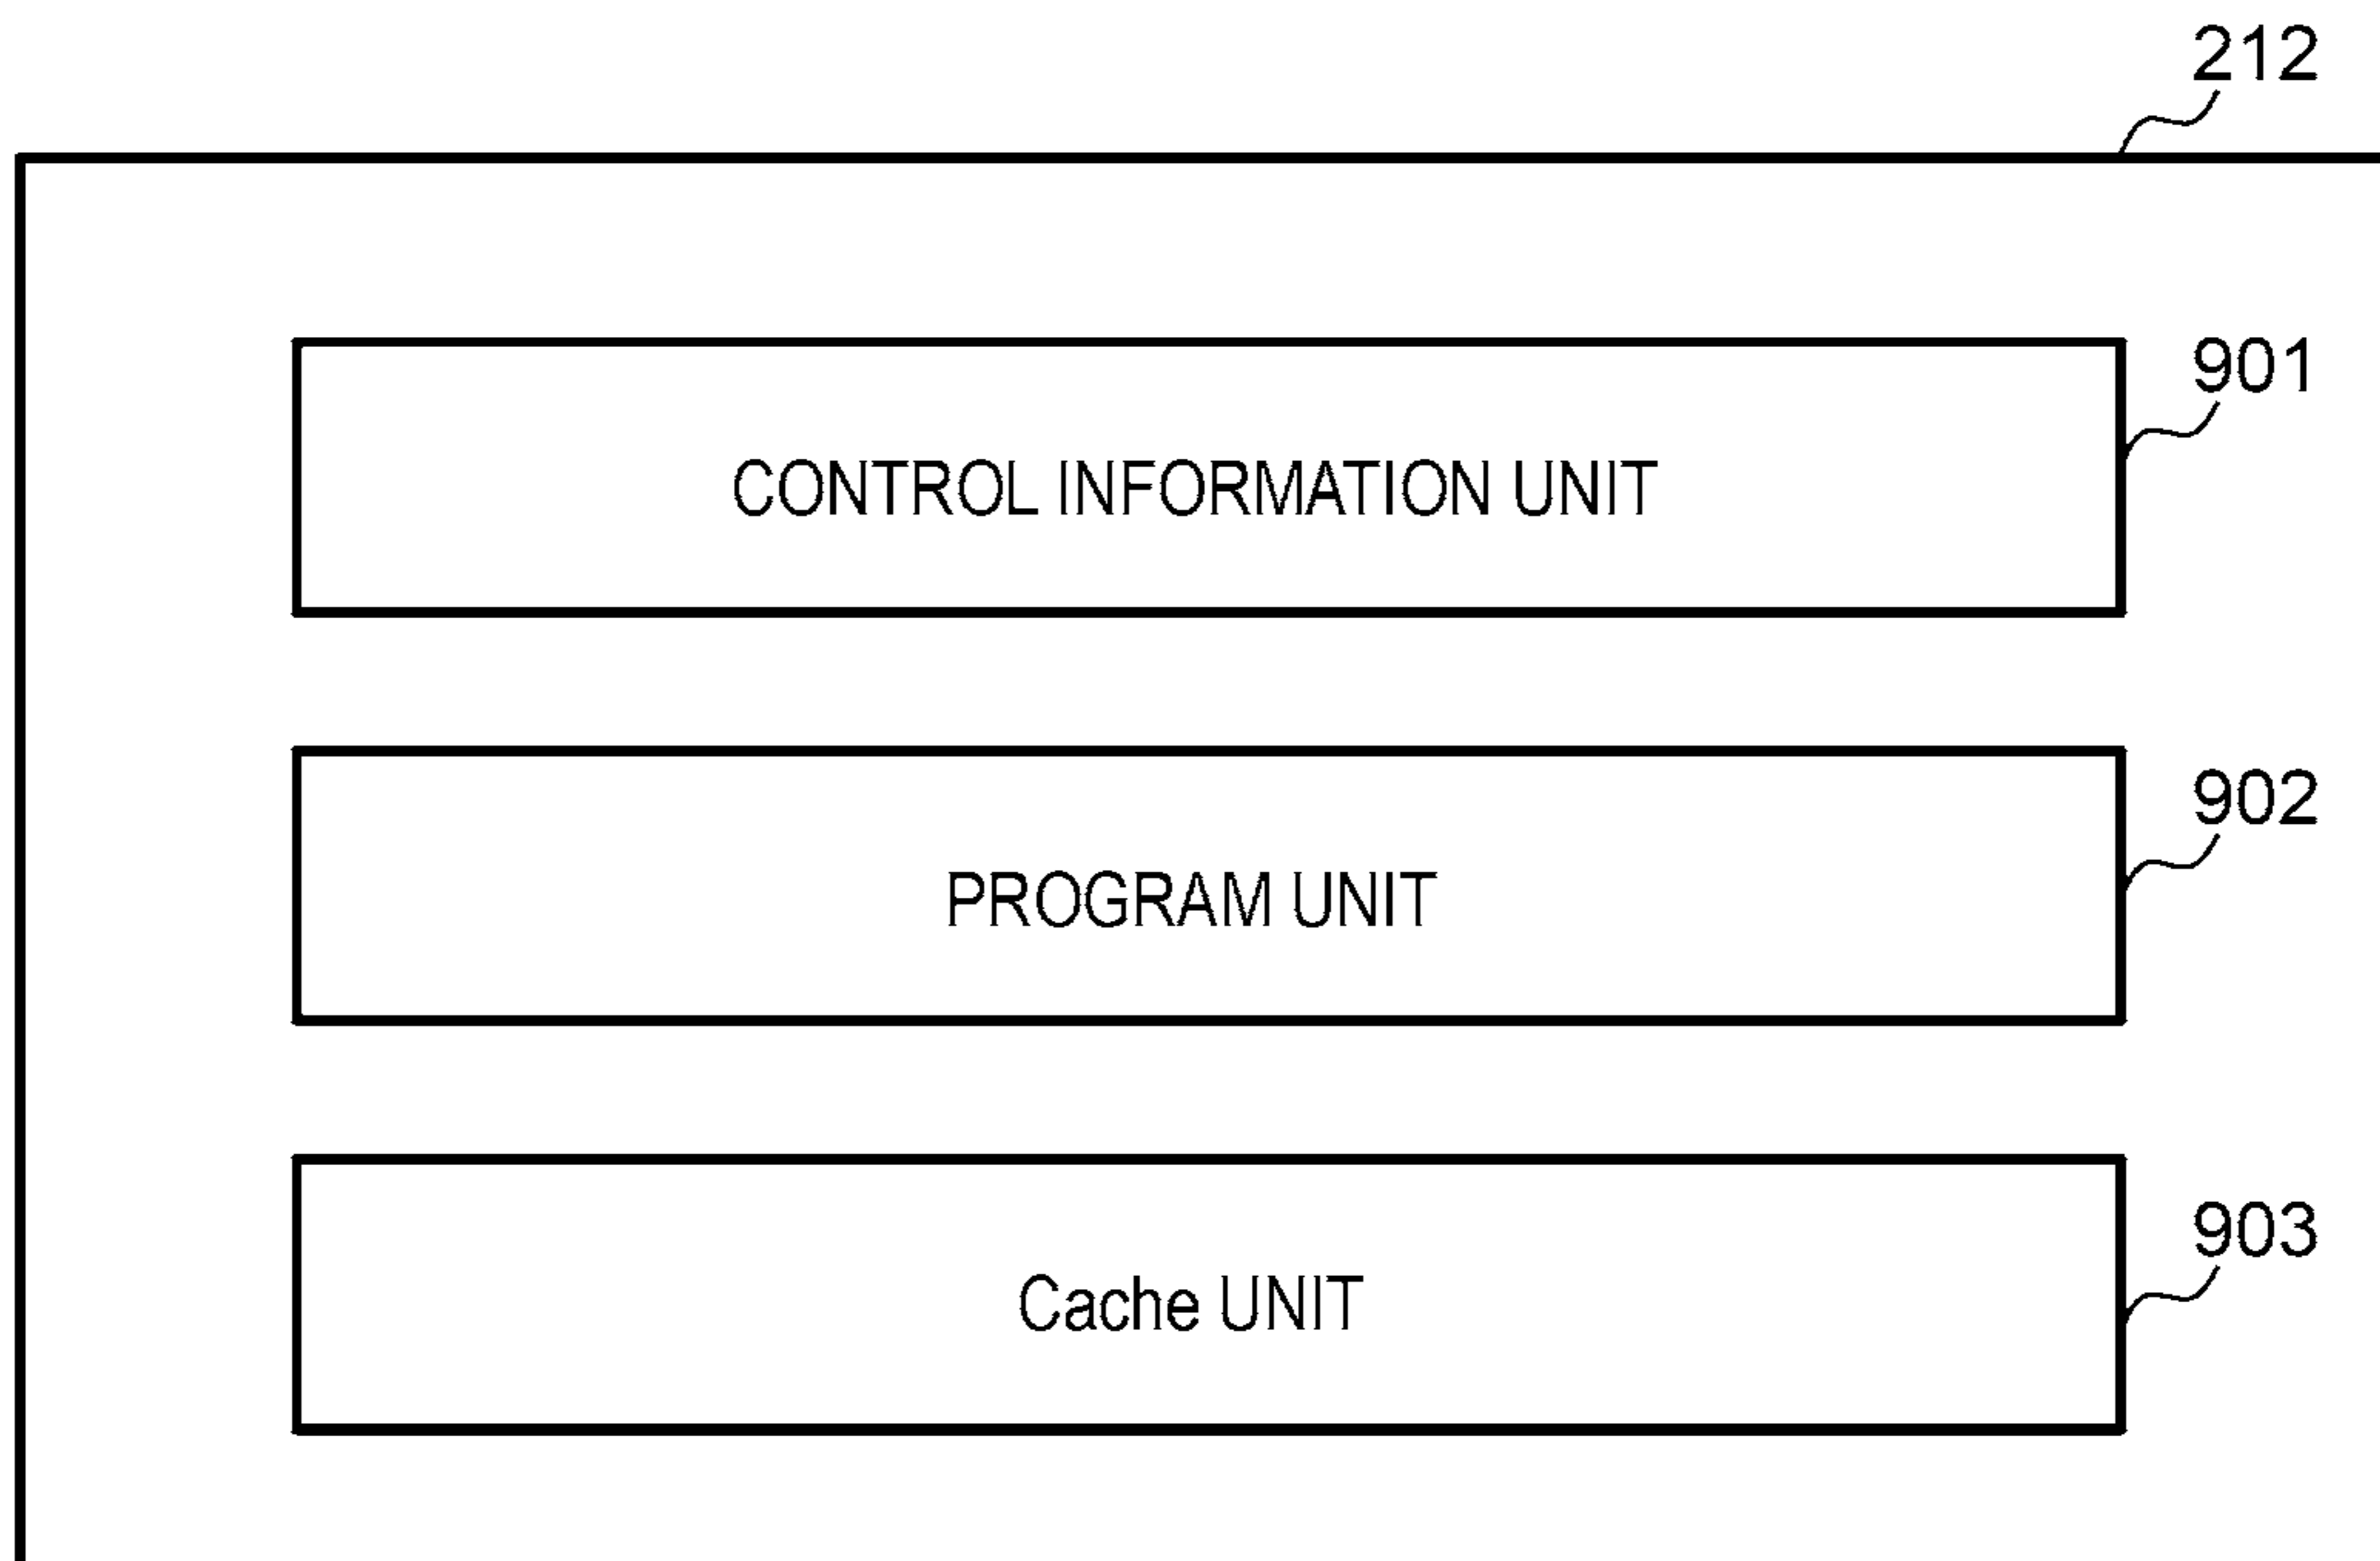 212
901
CONTROL INFORMATION UNIT
902
PROGRAM UNIT
903
Cache UNIT